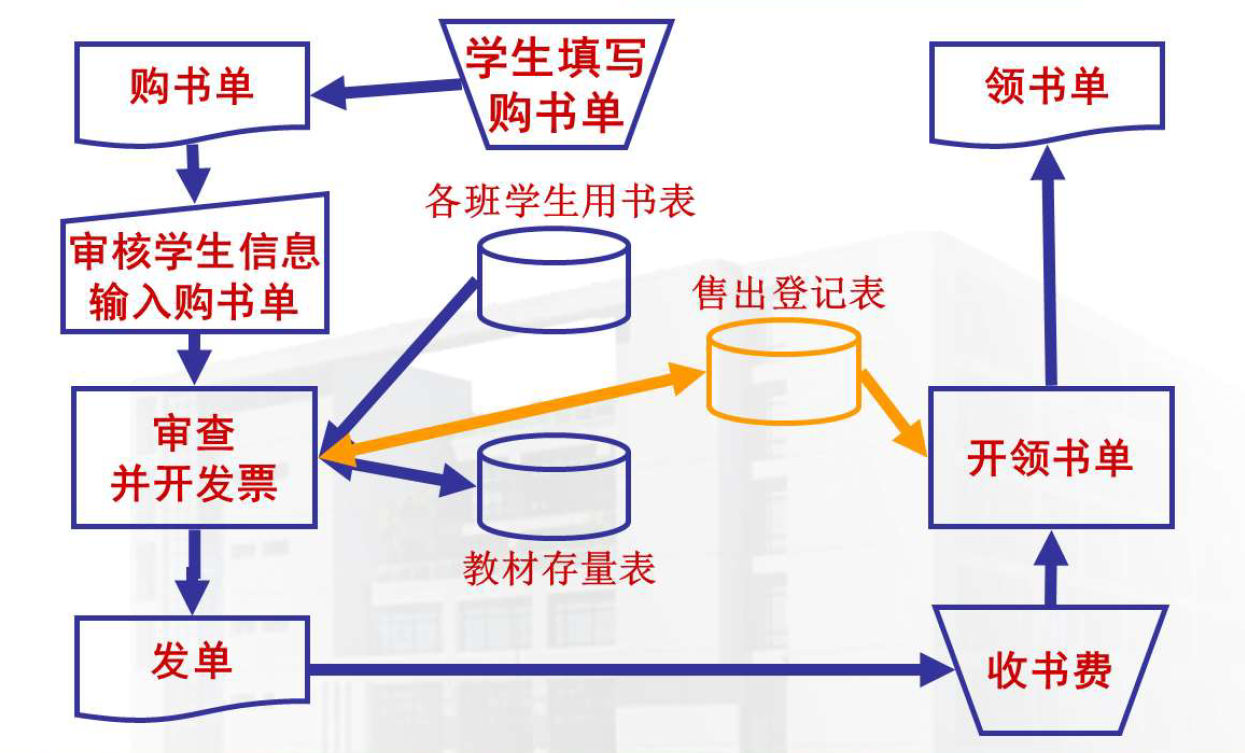 购书单
学生填写
购书单
领书单
各班学生用书表
审核学生信息
输入购书单
售出登记表
审查
并开发票
开领书单
教材存量表
发单
收书费